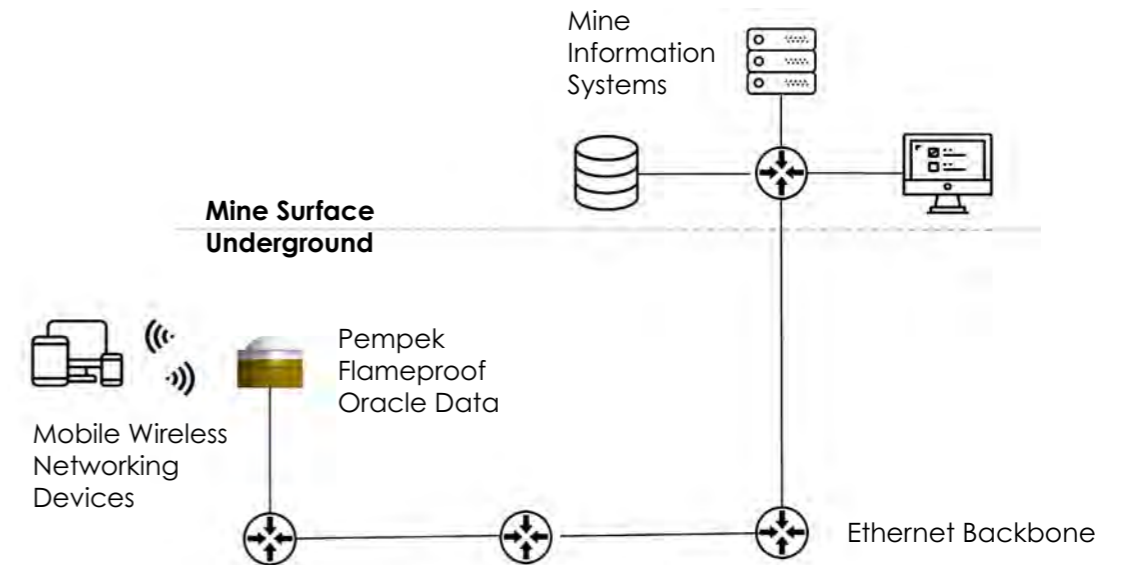 Mine
Information
Systems
Mine Surface
Underground
Pempek
Flameproof
Oracle Data
Mobile Wireless
Networking
Devices
Ethernet Backbone